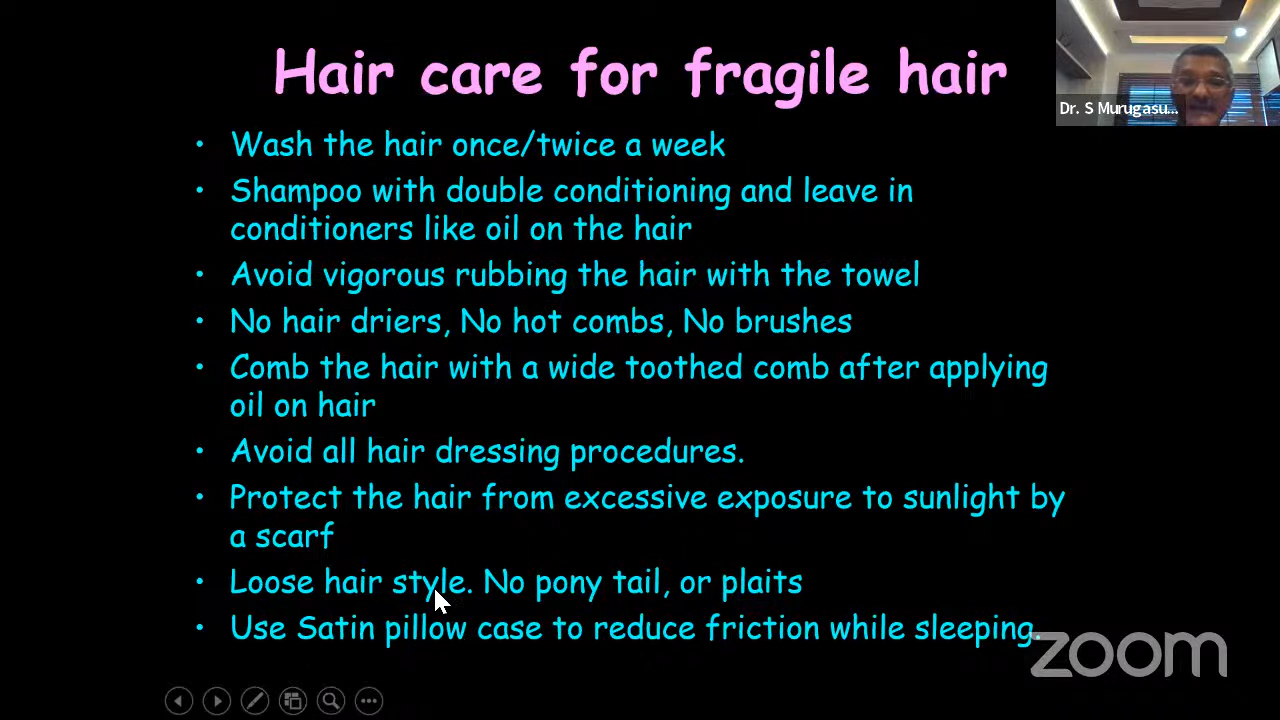 Hair care for fragile hair
Dr. S Murugasu...
• Wash the hair once/twice a week
• Shampoo with double conditioning and leave in
conditioners like oil on the hair
• Avoid vigorous rubbing the hair with the towel
• No hair driers, No hot combs, No brushes
• Comb the hair with a wide toothed comb after applying
oil on hair
• Avoid all hair dressing procedures.
• Protect the hair from excessive exposure to sunlight by
a scarf
• Loose hair style. No pony tail, or plaits
• Use Satin pillow case to reduce friction while sleeping.
zoom